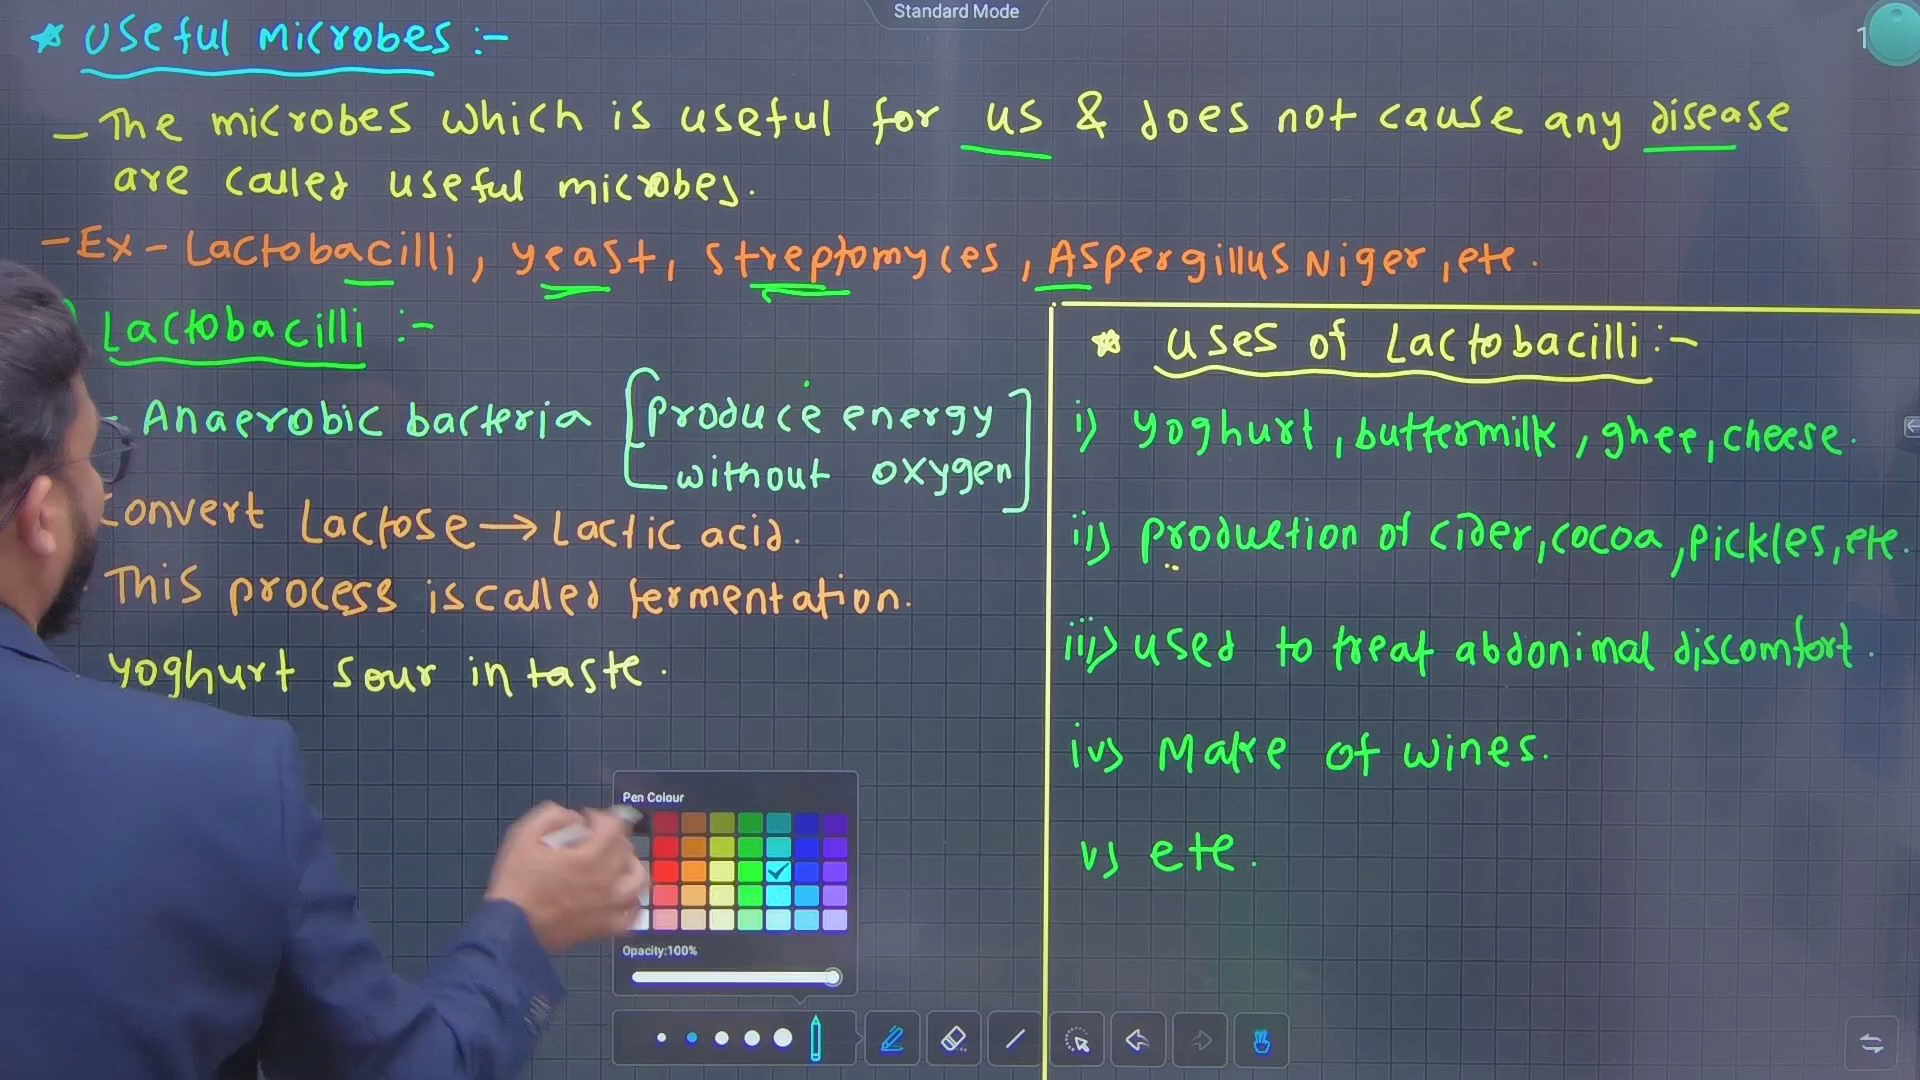 Standard Mode
1
☆ Useful Microbes :-
- The microbes which is useful for us & does not cause any disease
are called useful microbes.
- Ex - Lactobacilli, yeast, streptomyces, Aspergillus Niger, etc.
Lactobacilli :-
- Anaerobic bacteria [Produce energy
without oxygen]
Convert Lactose → Lactic acid.
This process is called fermentation.
yoghurt sour in taste.
☆ uses of Lactobacilli :-
i) yoghurt, buttermilk, ghee, cheese.
ii) production of cider, cocoa, pickles, etc.
iii) used to treat abdonimal discomfort.
iv) Make of wines.
v) etc.
Pen Colour
Opacity:100%